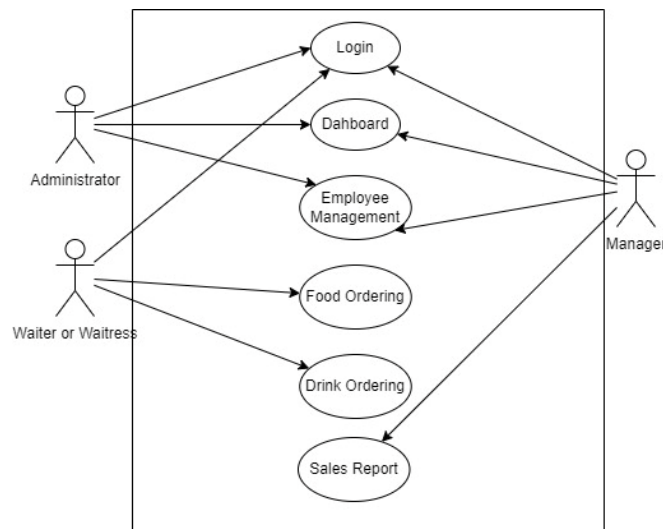 Login
Dahboard
Administrator
Employee
Management
Manager
Food Ordering
Waiter or Waitress
Drink Ordering
Sales Report